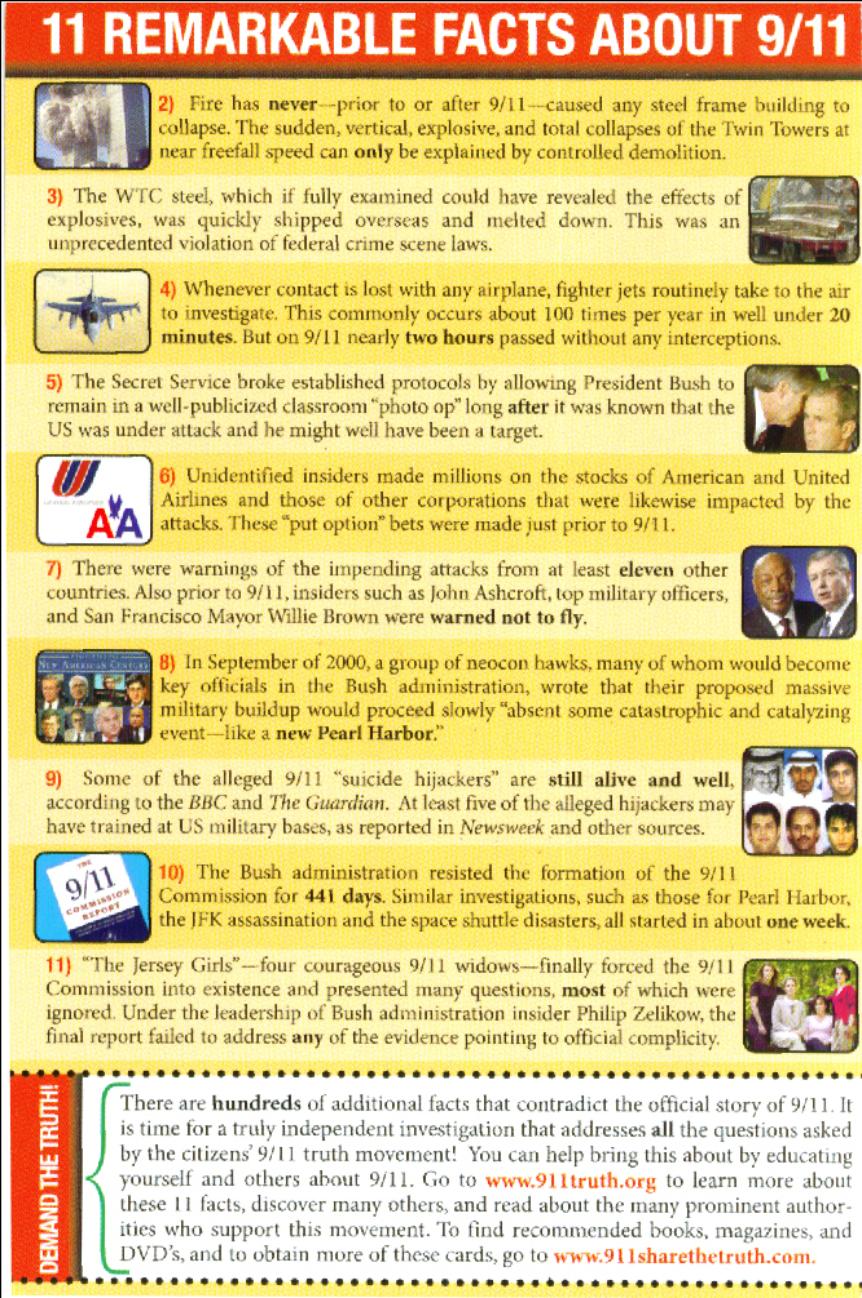 11 REMARKABLE FACTS ABOUT 9/11
2) Fire has never—prior to or after 9/11—caused any steel frame building to
collapse. The sudden, vertical, explosive, and total collapses of the Twin Towers at
near freefall speed can only be explained by controlled demolition.
3) The WTC steel, which if fully examined could have revealed the effects of
explosives, was quickly shipped overseas and melted down. This was an
unprecedented violation of federal crime scene laws.
4) Whenever contact is lost with any airplane, fighter jets routinely take to the air
to investigate. This commonly occurs about 100 times per year in well under 20
minutes. But on 9/11 nearly two hours passed without any interceptions.
5) The Secret Service broke established protocols by allowing President Bush to
remain in a well-publicized classroom "photo op" long after it was known that the
US was under attack and he might well have been a target.
AA
6) Unidentified insiders made millions on the stocks of American and United
Airlines and those of other corporations that were likewise impacted by the
attacks. These "put option" bets were made just prior to 9/11.
7) There were warnings of the impending attacks from at least eleven other
countries. Also prior to 9/11, insiders such as John Ashcroft, top military officers,
and San Francisco Mayor Willie Brown were warned not to fly.
NEW AMERICAN CENTURY
8) In September of 2000, a group of neocon hawks, many of whom would become
key officials in the Bush administration, wrote that their proposed massive
military buildup would proceed slowly "absent some catastrophic and catalyzing
event—like a new Pearl Harbor."
9) Some of the alleged 9/11 "suicide hijackers" are still alive and well,
according to the BBC and The Guardian. At least five of the alleged hijackers may
have trained at US military bases, as reported in Newsweek and other sources.
THE
9/11
COMMISSION
REPORT
10) The Bush administration resisted the formation of the 9/11
Commission for 441 days. Similar investigations, such as those for Pearl Harbor,
the JFK assassination and the space shuttle disasters, all started in about one week.
11) "The Jersey Girls"—four courageous 9/11 widows—finally forced the 9/11
Commission into existence and presented many questions, most of which were
ignored. Under the leadership of Bush administration insider Philip Zelikow, the
final report failed to address any of the evidence pointing to official complicity.
DEMAND THE TRUTH!
There are hundreds of additional facts that contradict the official story of 9/11. It
is time for a truly independent investigation that addresses all the questions asked
by the citizens' 9/11 truth movement! You can help bring this about by educating
yourself and others about 9/11. Go to www.911truth.org to learn more about
these 11 facts, discover many others, and read about the many prominent author-
ities who support this movement. To find recommended books, magazines, and
DVD's, and to obtain more of these cards, go to www.911sharethetruth.com.